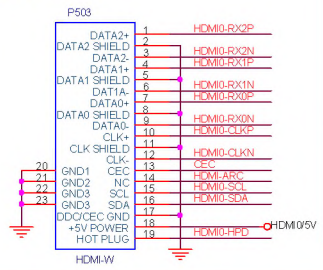 P503
DATA2+ 1 HDMI0-RX2P
DATA2 SHIELD 2
DATA2- 3 HDMI0-RX2N
DATA1+ 4 HDMI0-RX1P
DATA1 SHIELD 5
DAT1A- 6 HDMI0-RX1N
DATA0+ 7 HDMI0-RX0P
DATA0 SHIELD 8
DATA0- 9 HDMI0-RX0N
CLK+ 10 HDMI0-CLKP
CLK SHIELD 11
CLK- 12 HDMI0-CLKN
20 GND1 CEC 13 CEC
21 GND2 NC 14 HDMI-ARC
22 GND3 SCL 15 HDMI0-SCL
23 GND3 SDA 16 HDMI0-SDA
DDC/CEC GND 17
+5V POWER 18 HDMI0/5V
HOT PLUG 19 HDMI0-HPD
HDMI-W